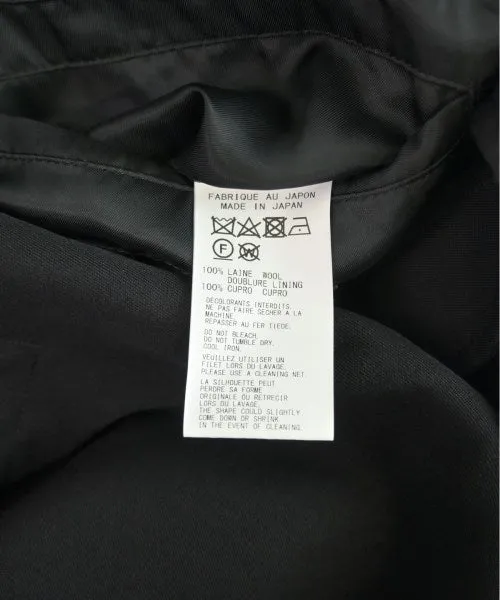 FABRIQUE AU JAPON
MADE IN JAPAN
F W
100% LAINE WOOL
DOUBLURE LINING
100% CUPRO CUPRO
DECOLORANTS INTERDITS.
NE PAS FAIRE SECHER A LA
MACHINE
REPASSER AU FER TIEDE.
DO NOT BLEACH.
DO NOT TUMBLE DRY.
COOL IRON.
VEUILLEZ UTILISER UN
FILET LORS DU LAVAGE.
PLEASE USE A CLEANING NET.
LA SILHOUETTE PEUT
PERDRE SA FORME
ORIGINALE OU RETRECIR
LORS DU LAVAGE.
THE SHAPE COULD SLIGHTLY
COME DOWN OR SHRINK
IN THE EVENT OF CLEANING.